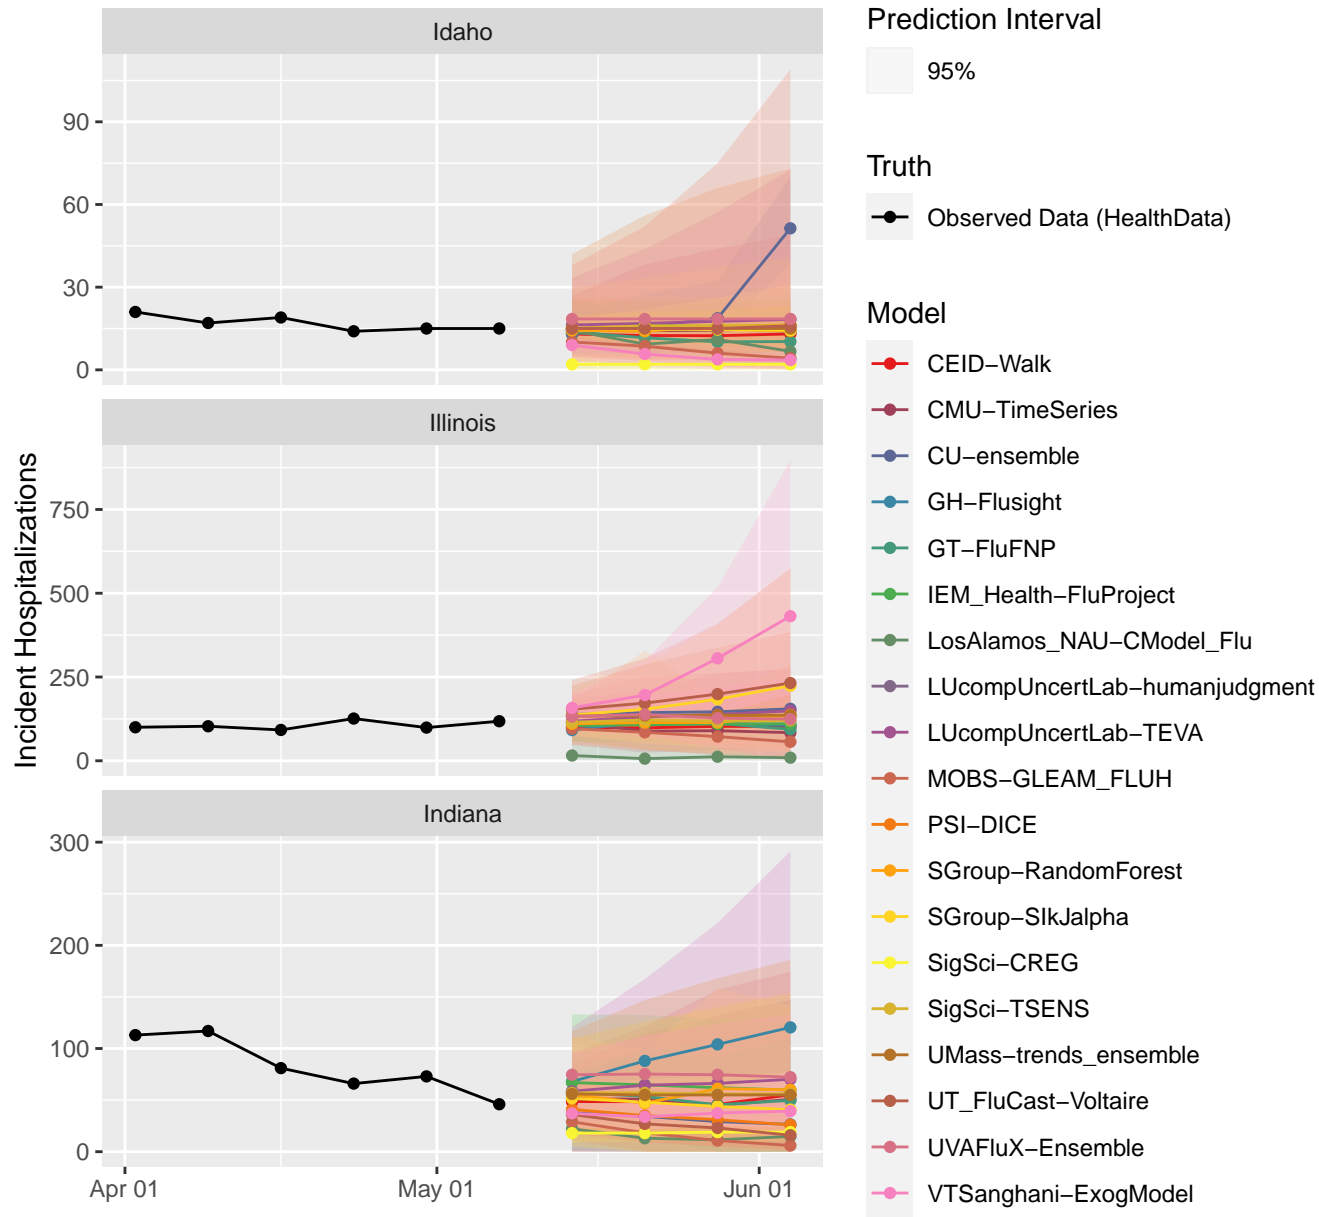 Idaho
90
60
30
0
Illinois
750
500
250
0
Indiana
300
200
100
0
Apr 01
May 01
Jun 01
Incident Hospitalizations
Prediction Interval
95%
Truth
Observed Data (HealthData)
Model
CEID−Walk
CMU−TimeSeries
CU−ensemble
GH−Flusight
GT−FluFNP
IEM_Health−FluProject
LosAlamos_NAU−CModel_Flu
LUcompUncertLab−humanjudgment
LUcompUncertLab−TEVA
MOBS−GLEAM_FLUH
PSI−DICE
SGroup−RandomForest
SGroup−SIkJalpha
SigSci−CREG
SigSci−TSENS
UMass−trends_ensemble
UT_FluCast−Voltaire
UVAFluX−Ensemble
VTSanghani−ExogModel